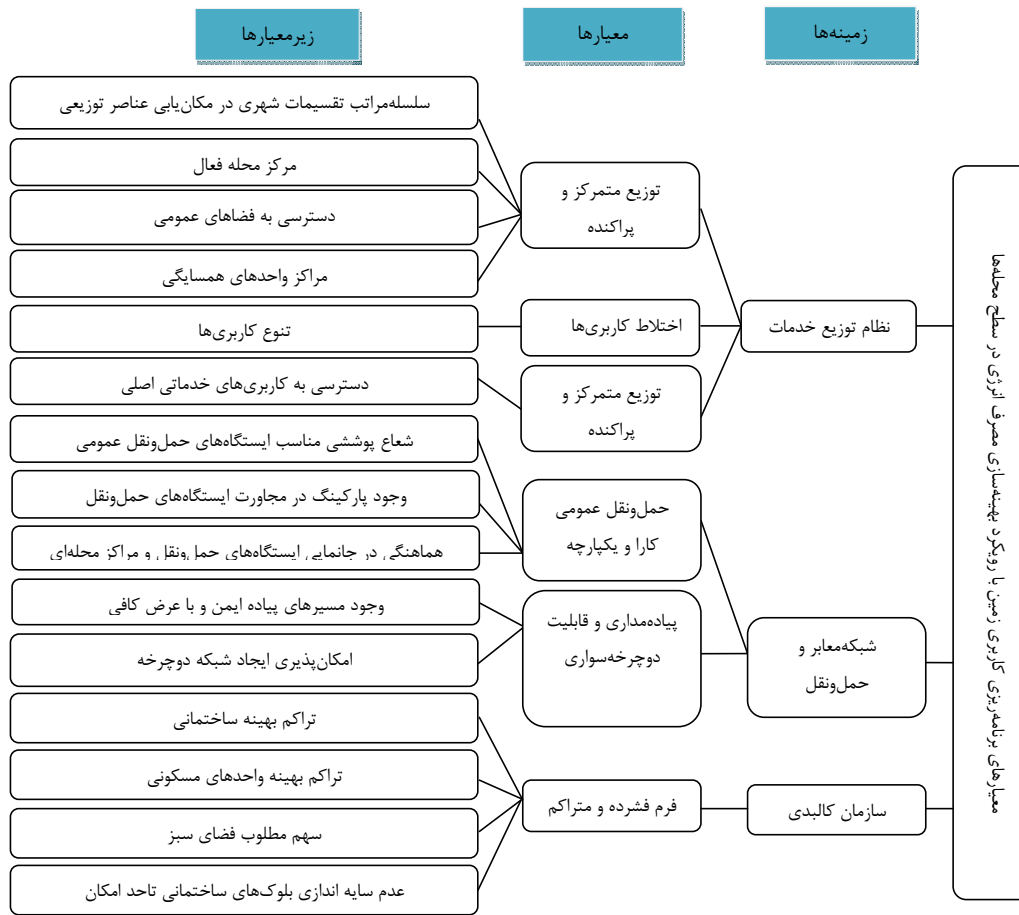 زمینه‌ها
معیارها
زیرمعیارها
معیارهای برنامه‌ریزی کاربری زمین با رویکرد بهینه‌سازی مصرف انرژی در سطح محله‌ها
نظام توزیع خدمات
توزیع متمرکز و
پراکنده
سلسله‌مراتب تقسیمات شهری در مکان‌یابی عناصر توزیعی
مرکز محله فعال
دسترسی به فضاهای عمومی
مراکز واحدهای همسایگی
اختلاط کاربری‌ها
تنوع کاربری‌ها
توزیع متمرکز و
پراکنده
دسترسی به کاربری‌های خدماتی اصلی
شبکه‌معابر و
حمل‌ونقل
حمل‌ونقل عمومی
کارا و یکپارچه
شعاع پوششی مناسب ایستگاه‌های حمل‌ونقل عمومی
وجود پارکینگ در مجاورت ایستگاه‌های حمل‌ونقل
هماهنگی در جانمایی ایستگاه‌های حمل‌ونقل و مراکز محله‌ای
پیاده‌مداری و قابلیت
دوچرخه‌سواری
وجود مسیرهای پیاده ایمن و با عرض کافی
امکان‌پذیری ایجاد شبکه دوچرخه
سازمان کالبدی
فرم فشرده و متراکم
تراکم بهینه ساختمانی
تراکم بهینه واحدهای مسکونی
سهم مطلوب فضای سبز
عدم سایه اندازی بلوک‌های ساختمانی تاحد امکان